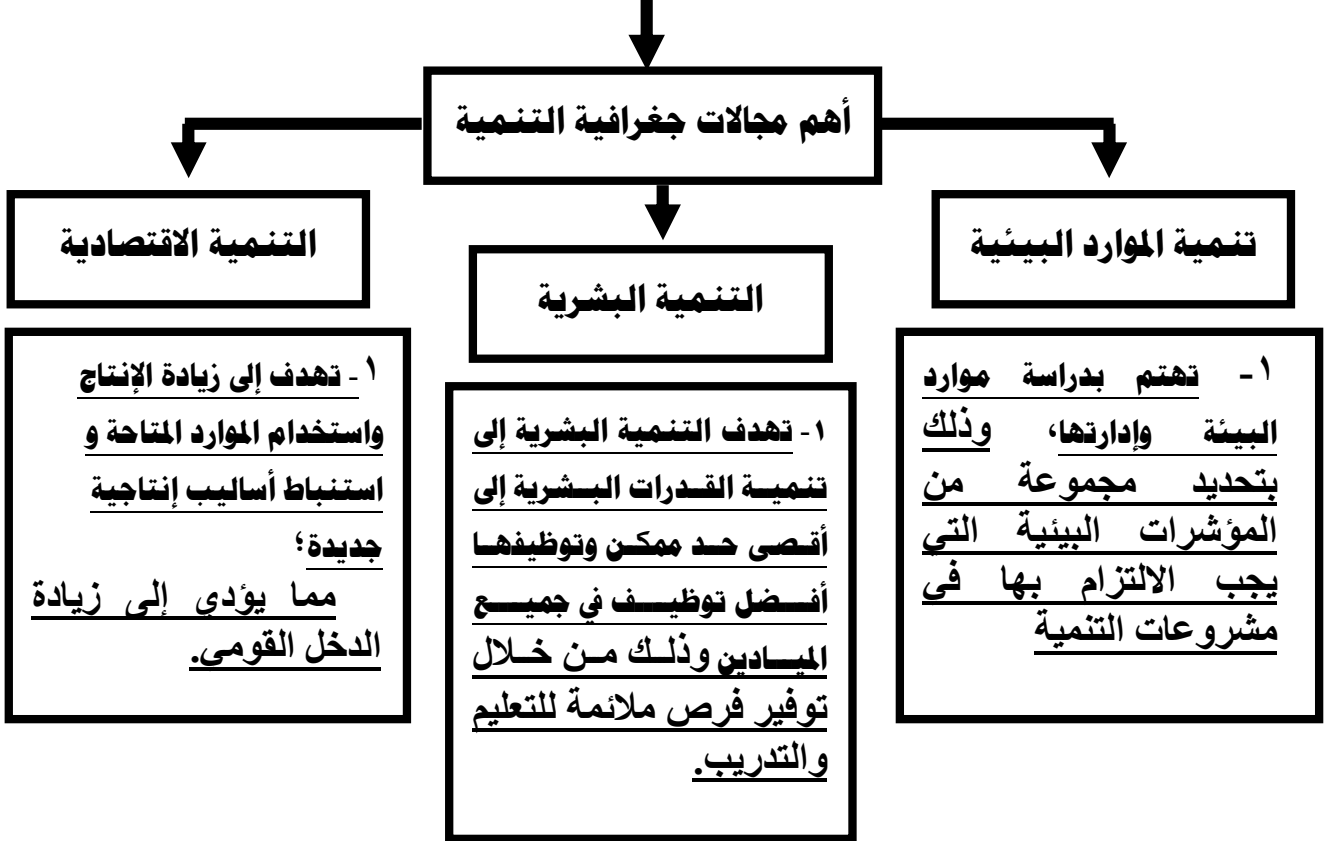 أهم مجالات جغرافية التنمية
تنمية الموارد البيئية
١- تهتم بدراسة موارد
البيئة وإدارتها، وذلك
بتحديد مجموعة من
المؤشرات البيئية التي
يجب الالتزام بها فى
مشروعات التنمية
التنمية البشرية
١- تهدف التنمية البشرية إلى
تنمية القدرات البشرية إلى
أقصى حد ممكن وتوظيفها
أفضل توظيف في جميع
الميادين وذلك من خلال
توفير فرص ملائمة للتعليم
والتدريب.
التنمية الاقتصادية
١- تهدف إلى زيادة الإنتاج
واستخدام الموارد المتاحة و
استنباط أساليب إنتاجية
جديدة؛
مما يؤدي إلى زيادة
الدخل القومى.